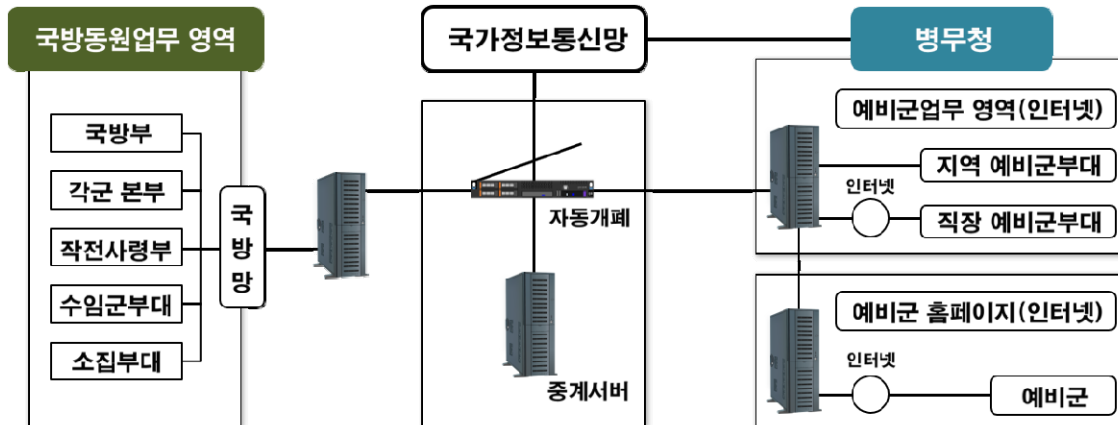 국방동원업무 영역
국가정보통신망
병무청
국방부
각군 본부
작전사령부
수임군부대
소집부대
국방망
자동개폐
중계서버
예비군업무 영역(인터넷)
지역 예비군부대
인터넷
직장 예비군부대
예비군 홈페이지(인터넷)
인터넷
예비군